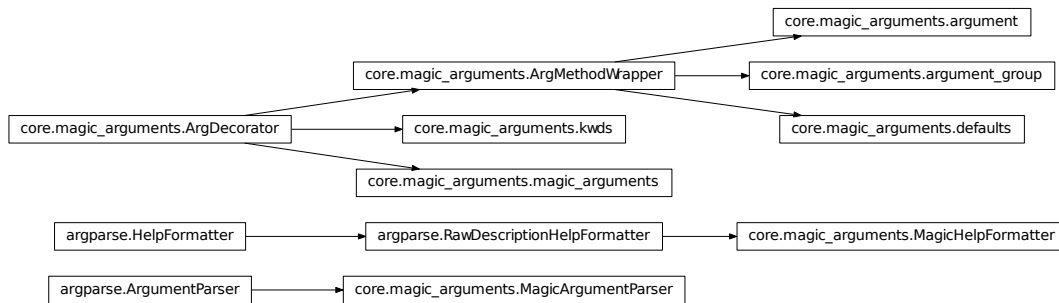 core.magic_arguments.argument
core.magic_arguments.ArgMethodWrapper
core.magic_arguments.argument_group
core.magic_arguments.ArgDecorator
core.magic_arguments.kwds
core.magic_arguments.defaults
core.magic_arguments.magic_arguments
argparse.HelpFormatter
argparse.RawDescriptionHelpFormatter
core.magic_arguments.MagicHelpFormatter
argparse.ArgumentParser
core.magic_arguments.MagicArgumentParser